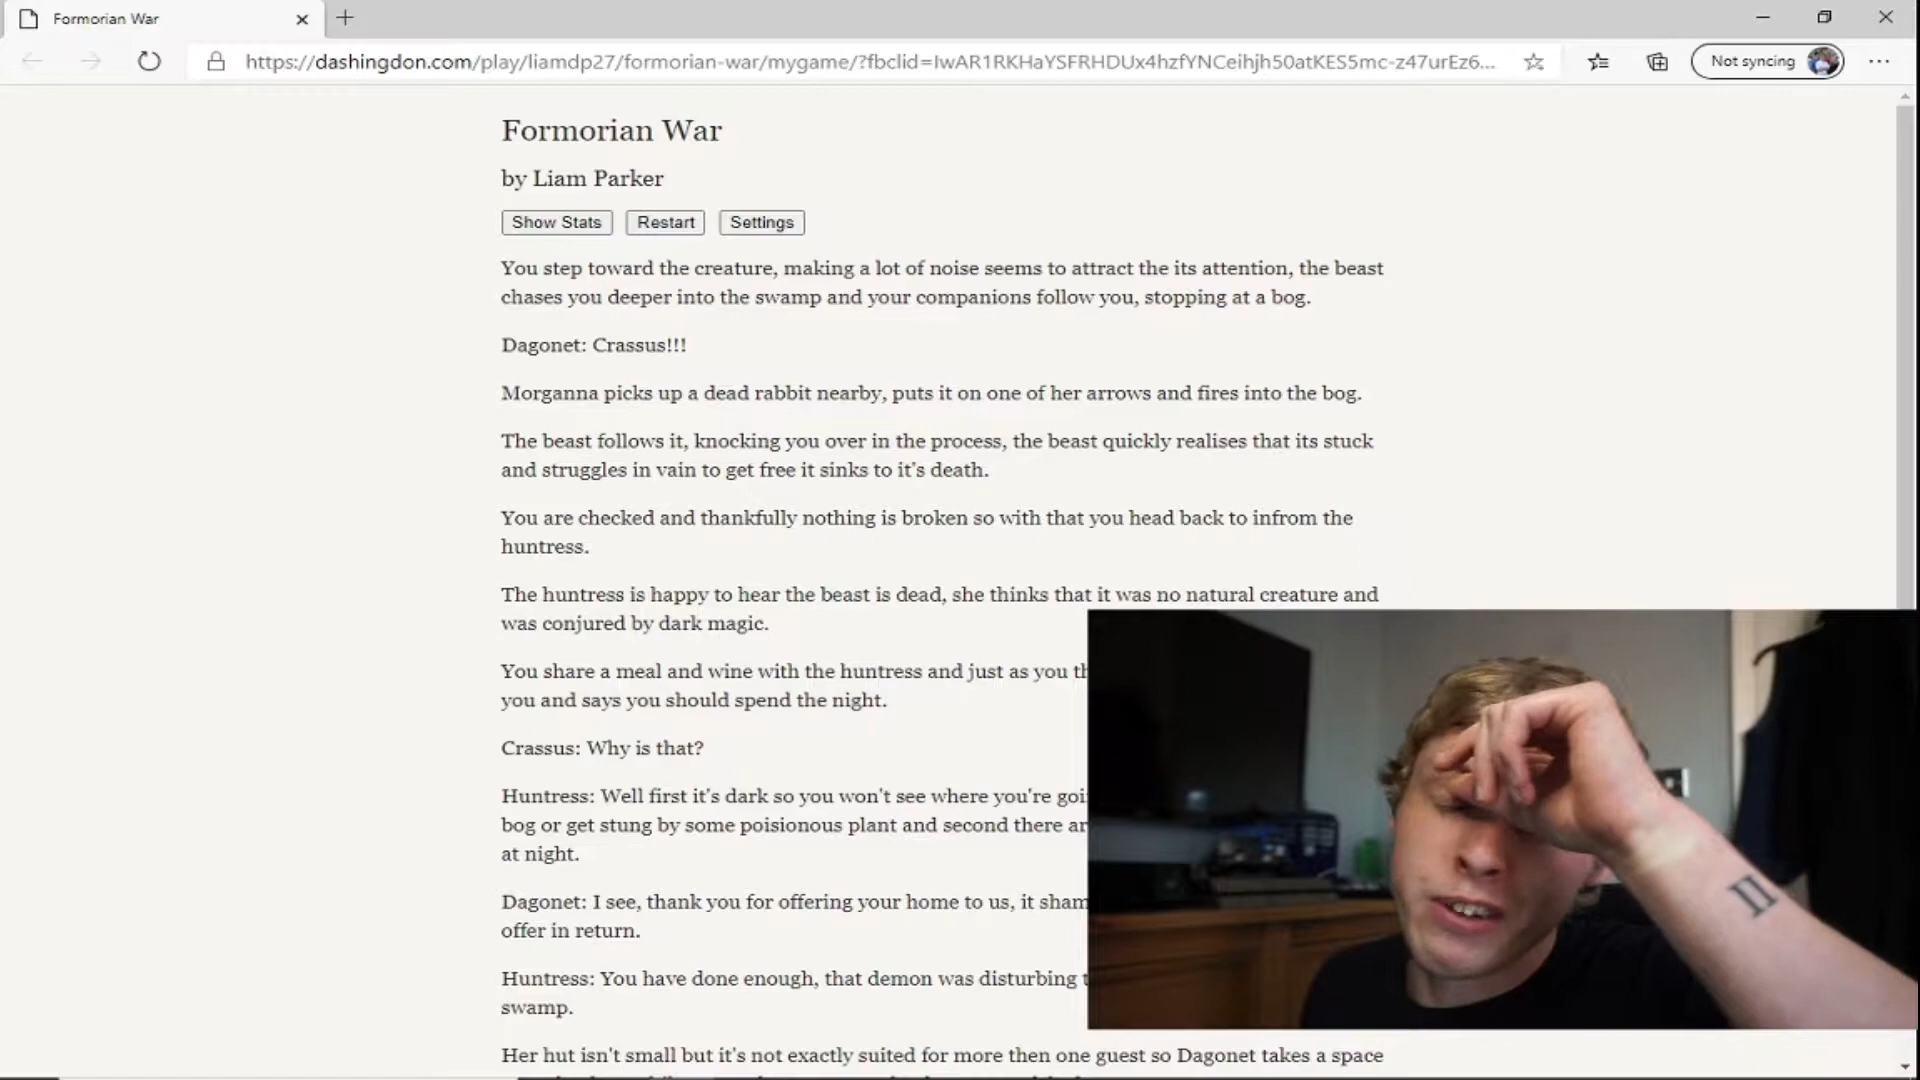 Formorian War
https://dashingdon.com/play/liamdp27/formorian-war/mygame/?fbclid=IwAR1RKHaYSFRHDUx4hzfYNCeihjh50atKES5mc-z47urEz6...
Not syncing
Formorian War
by Liam Parker
Show Stats Restart Settings
You step toward the creature, making a lot of noise seems to attract the its attention, the beast
chases you deeper into the swamp and your companions follow you, stopping at a bog.
Dagonet: Crassus!!!
Morganna picks up a dead rabbit nearby, puts it on one of her arrows and fires into the bog.
The beast follows it, knocking you over in the process, the beast quickly realises that its stuck
and struggles in vain to get free it sinks to it's death.
You are checked and thankfully nothing is broken so with that you head back to infrom the
huntress.
The huntress is happy to hear the beast is dead, she thinks that it was no natural creature and
was conjured by dark magic.
You share a meal and wine with the huntress and just as you
you and says you should spend the night.
Crassus: Why is that?
Huntress: Well first it's dark so you won't see where you're
bog or get stung by some poisionous plant and second there
at night.
Dagonet: I see, thank you for offering your home to us, it
offer in return.
Huntress: You have done enough, that demon was disturbing
swamp.
Her hut isn't small but it's not exactly suited for more then one guest so Dagonet takes a space
II